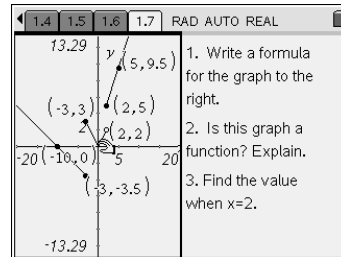 1.4 1.5 1.6 1.7 RAD AUTO REAL
13.29 y
(5,9.5)
(-3,3) (2,5)
2 (2,2)
-20 (-10,0) 5 20
(-3,-3.5)
-13.29
1. Write a formula
for the graph to the
right.
2. Is this graph a
function? Explain.
3. Find the value
when x=2.